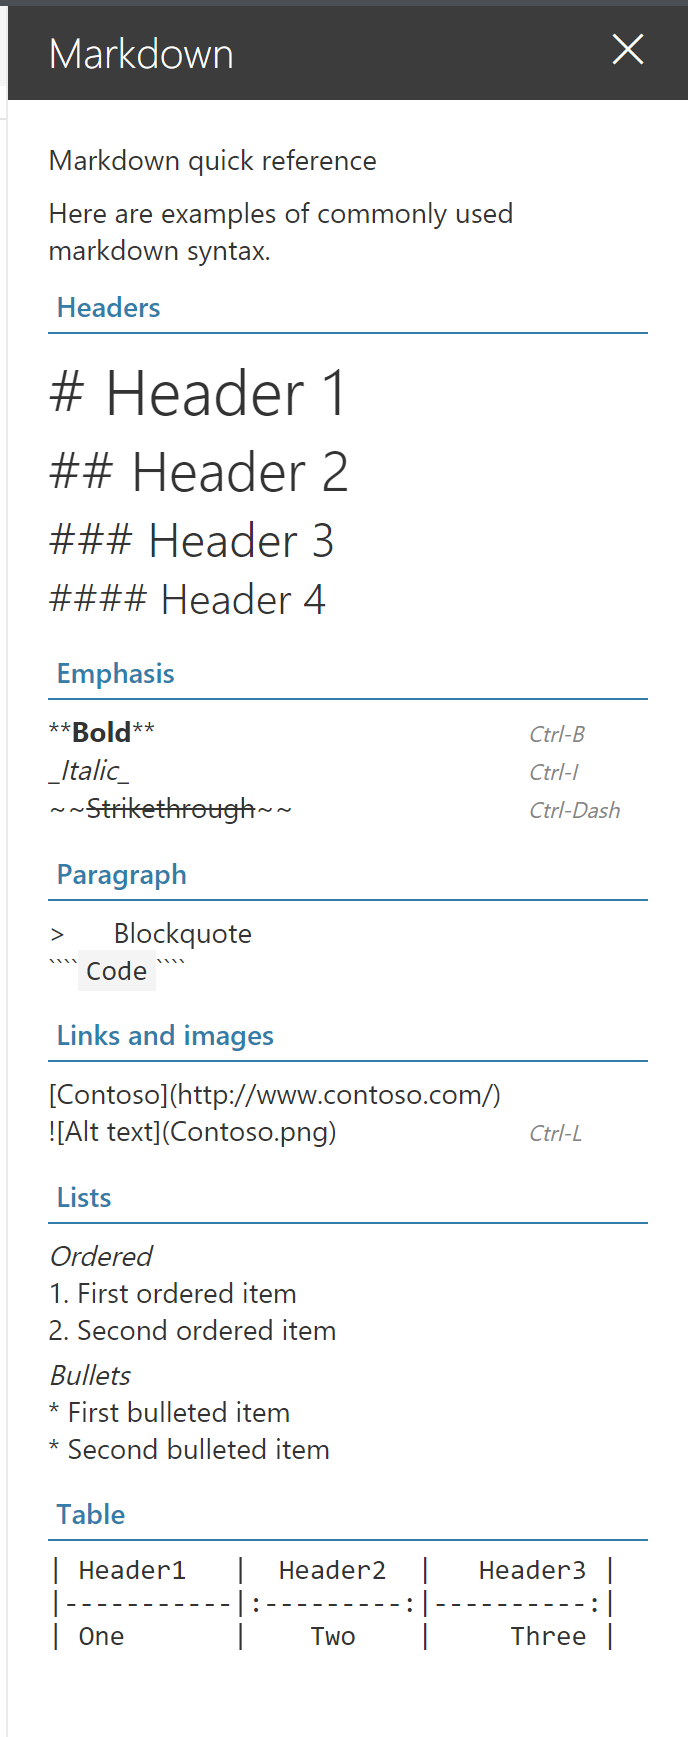 Markdown
Markdown quick reference
Here are examples of commonly used
markdown syntax.
Headers
# Header 1
## Header 2
### Header 3
#### Header 4
Emphasis
**Bold** Ctrl-B
_Italic_ Ctrl-I
~~Strikethrough~~ Ctrl-Dash
Paragraph
> Blockquote
````Code````
Links and images
[Contoso](http://www.contoso.com/)
![Alt text](Contoso.png) Ctrl-L
Lists
Ordered
1. First ordered item
2. Second ordered item
Bullets
* First bulleted item
* Second bulleted item
Table
| Header1   |  Header2  |   Header3 |
|-----------|:---------:|----------:|
| One       |    Two    |     Three |